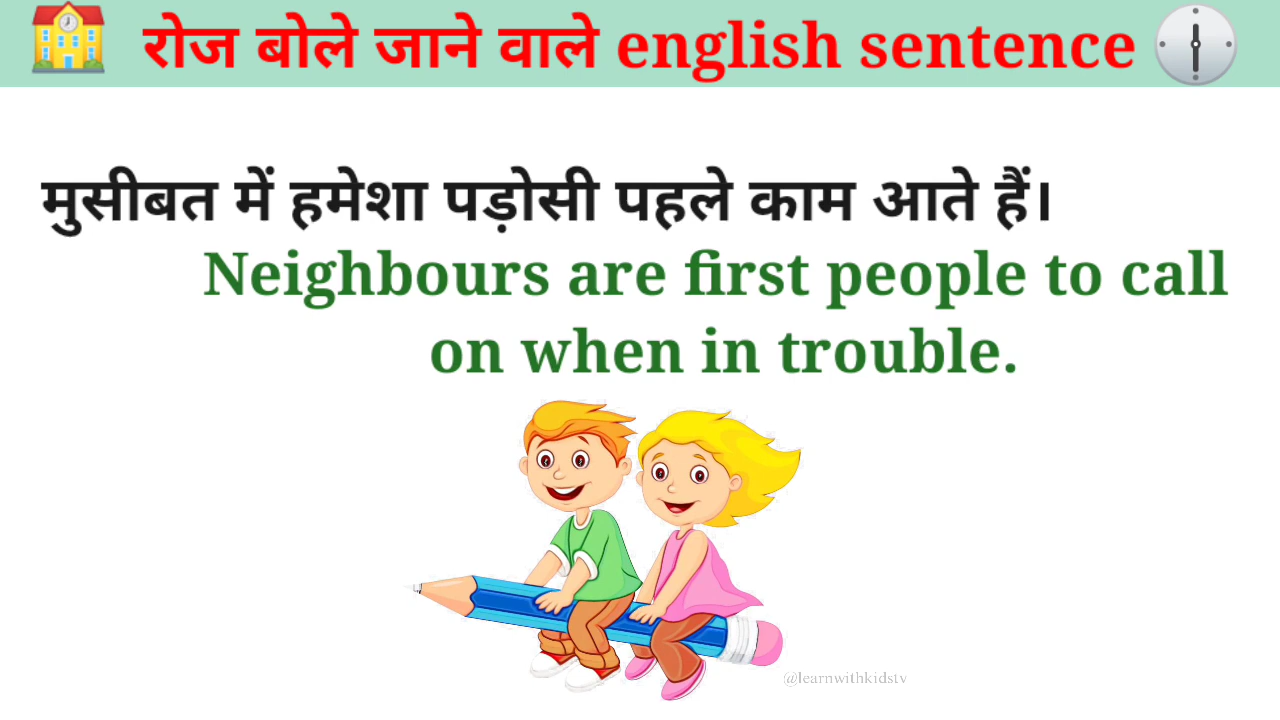 रोज बोले जाने वाले english sentence
मुसीबत में हमेशा पड़ोसी पहले काम आते हैं।
Neighbours are first people to call
on when in trouble.
@learnwithkidstv